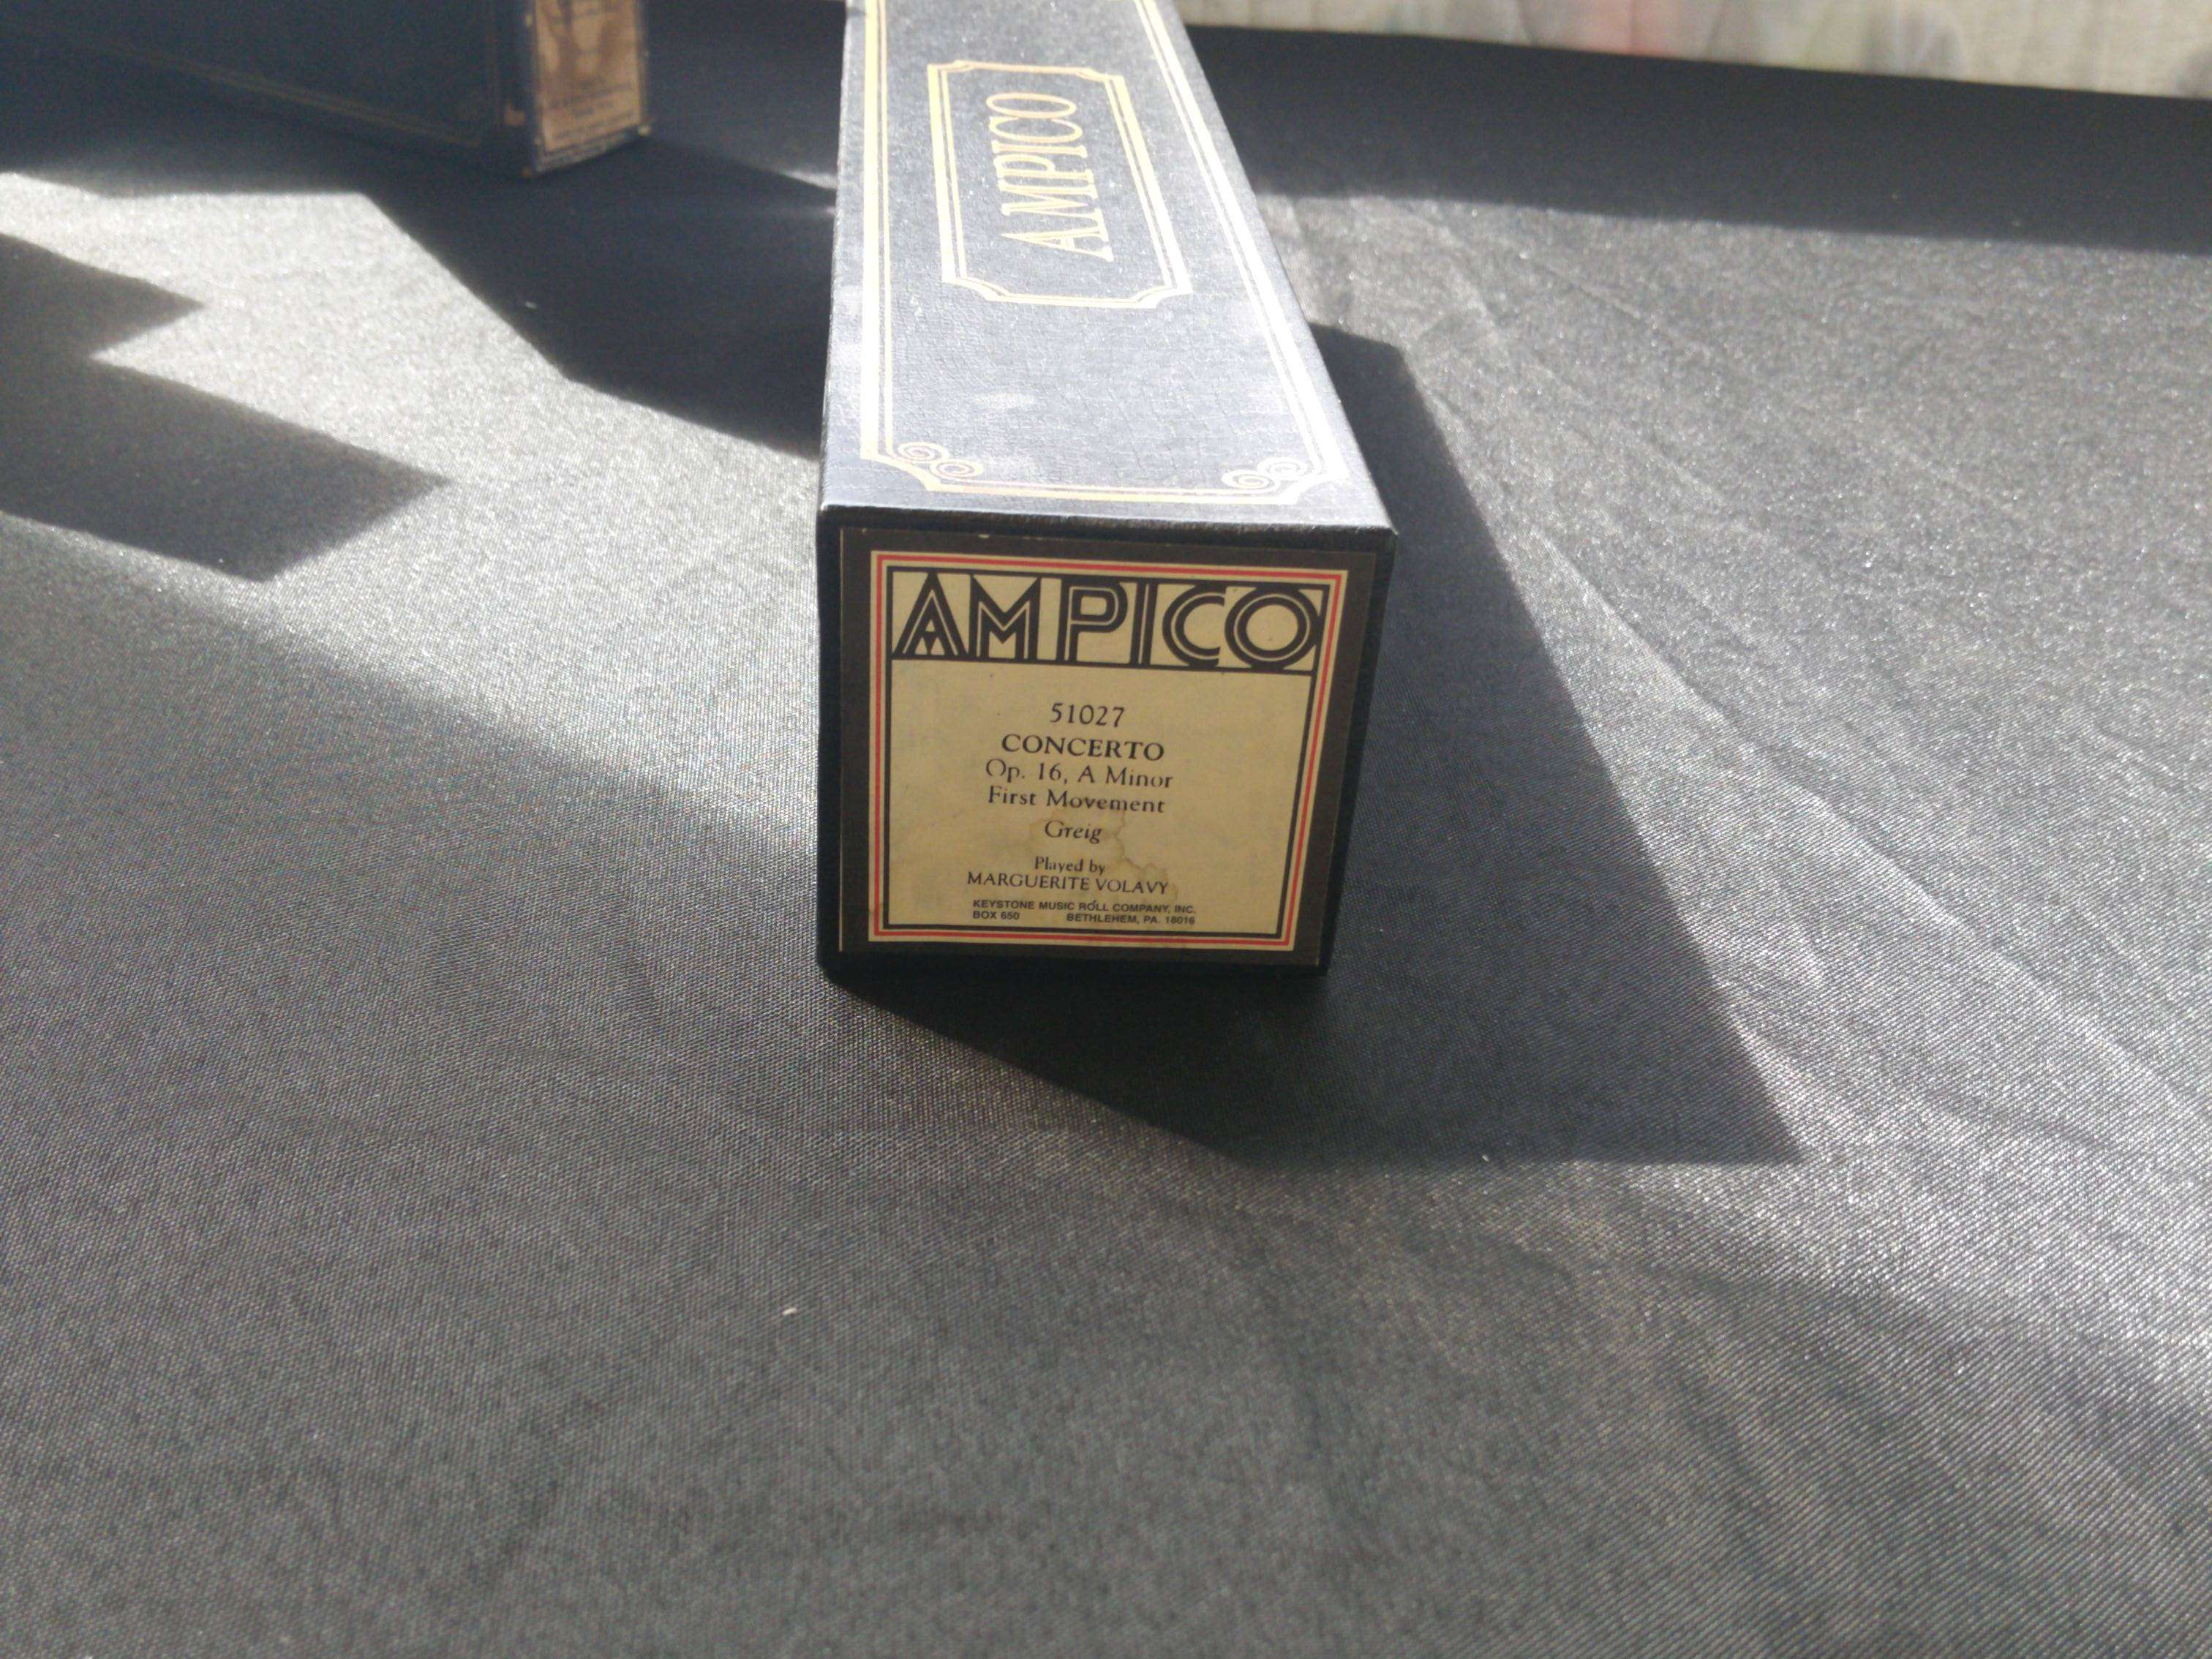 AMPICO
AMPICO
51027
CONCERTO
Op. 16, A Minor
First Movement
Greig
Played by
MARGUERITE VOLAVY
KEYSTONE MUSIC ROLL COMPANY, INC.
BOX 650 BETHLEHEM, PA. 18016